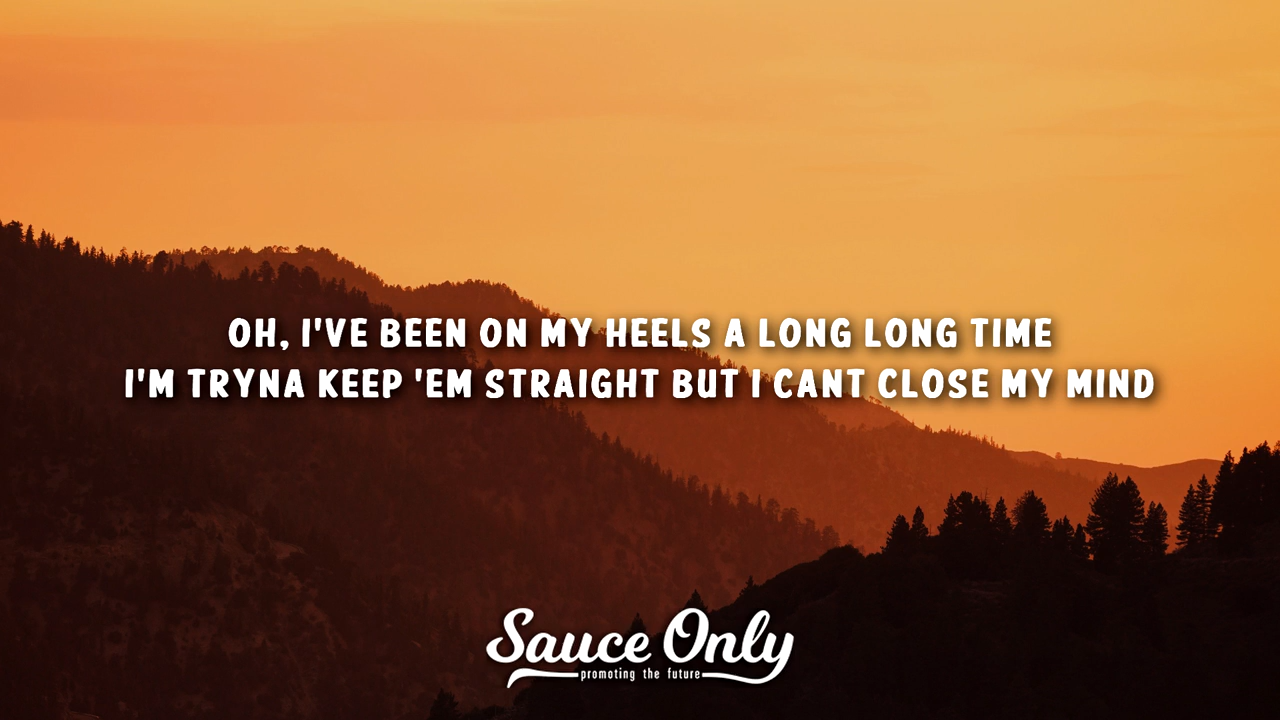 OH, I'VE BEEN ON MY HEELS A LONG LONG TIME
I'M TRYNA KEEP 'EM STRAIGHT BUT I CANT CLOSE MY MIND
Sauce Only
promoting the future